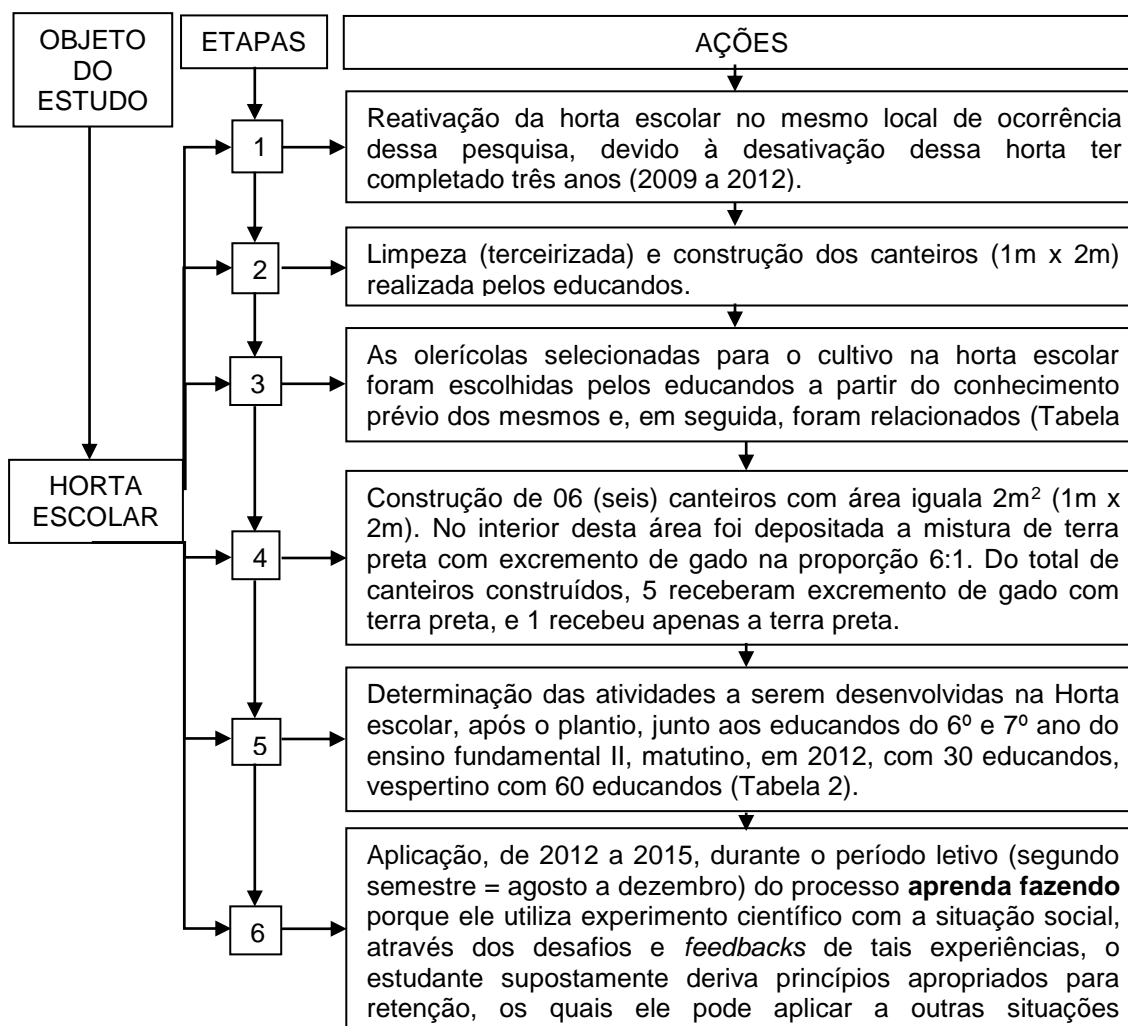 OBJETO
DO
ESTUDO
ETAPAS
AÇÕES
1
Reativação da horta escolar no mesmo local de ocorrência
dessa pesquisa, devido à desativação dessa horta ter
completado três anos (2009 a 2012).
2
Limpeza (terceirizada) e construção dos canteiros (1m x 2m)
realizada pelos educandos.
3
As olerícolas selecionadas para o cultivo na horta escolar
foram escolhidas pelos educandos a partir do conhecimento
prévio dos mesmos e, em seguida, foram relacionados (Tabela
HORTA
ESCOLAR
4
Construção de 06 (seis) canteiros com área iguala 2m² (1m x
2m). No interior desta área foi depositada a mistura de terra
preta com excremento de gado na proporção 6:1. Do total de
canteiros construídos, 5 receberam excremento de gado com
terra preta, e 1 recebeu apenas a terra preta.
5
Determinação das atividades a serem desenvolvidas na Horta
escolar, após o plantio, junto aos educandos do 6º e 7º ano do
ensino fundamental II, matutino, em 2012, com 30 educandos,
vespertino com 60 educandos (Tabela 2).
6
Aplicação, de 2012 a 2015, durante o período letivo (segundo
semestre = agosto a dezembro) do processo aprenda fazendo
porque ele utiliza experimento científico com a situação social,
através dos desafios e feedbacks de tais experiências, o
estudante supostamente deriva princípios apropriados para
retenção, os quais ele pode aplicar a outras situações